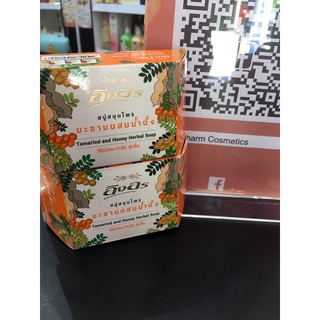 อิงอร
สบู่สมุนไพร
มะขามผสมน้ำผึ้ง
Tamarind and Honey Herbal Soap
อิงอร
สบู่สมุนไพร
มะขามผสมน้ำผึ้ง
Tamarind and Honey Herbal Soap
harm Cosmetics
f